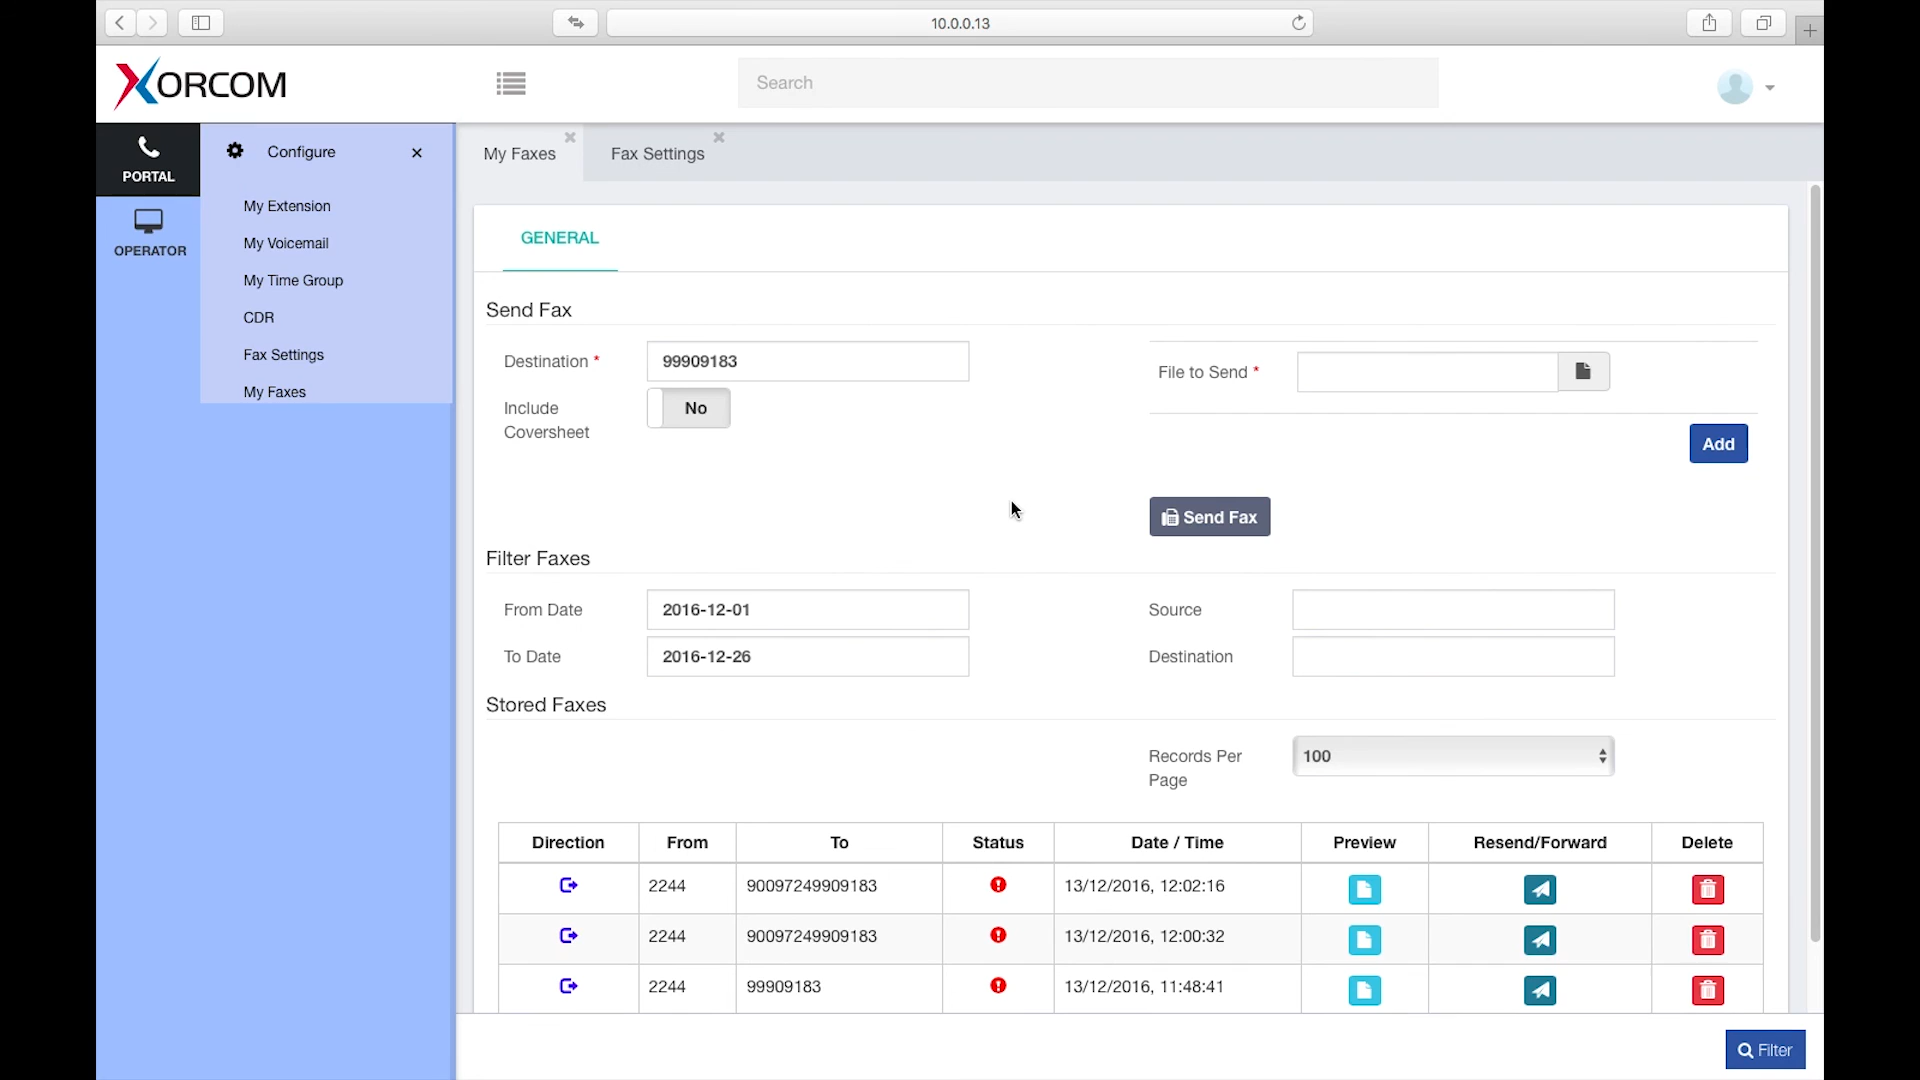 10.0.0.13
XORCOM
Search
PORTAL
OPERATOR
Configure
My Extension
My Voicemail
My Time Group
CDR
Fax Settings
My Faxes
My Faxes
Fax Settings
GENERAL
Send Fax
Destination * 99909183
File to Send *
Include
Coversheet
No
Add
Send Fax
Filter Faxes
From Date 2016-12-01
Source
To Date 2016-12-26
Destination
Stored Faxes
Records Per
Page
100
Direction From To Status Date / Time Preview Resend/Forward Delete
2244 90097249909183 13/12/2016, 12:02:16
2244 90097249909183 13/12/2016, 12:00:32
2244 99909183 13/12/2016, 11:48:41
Filter